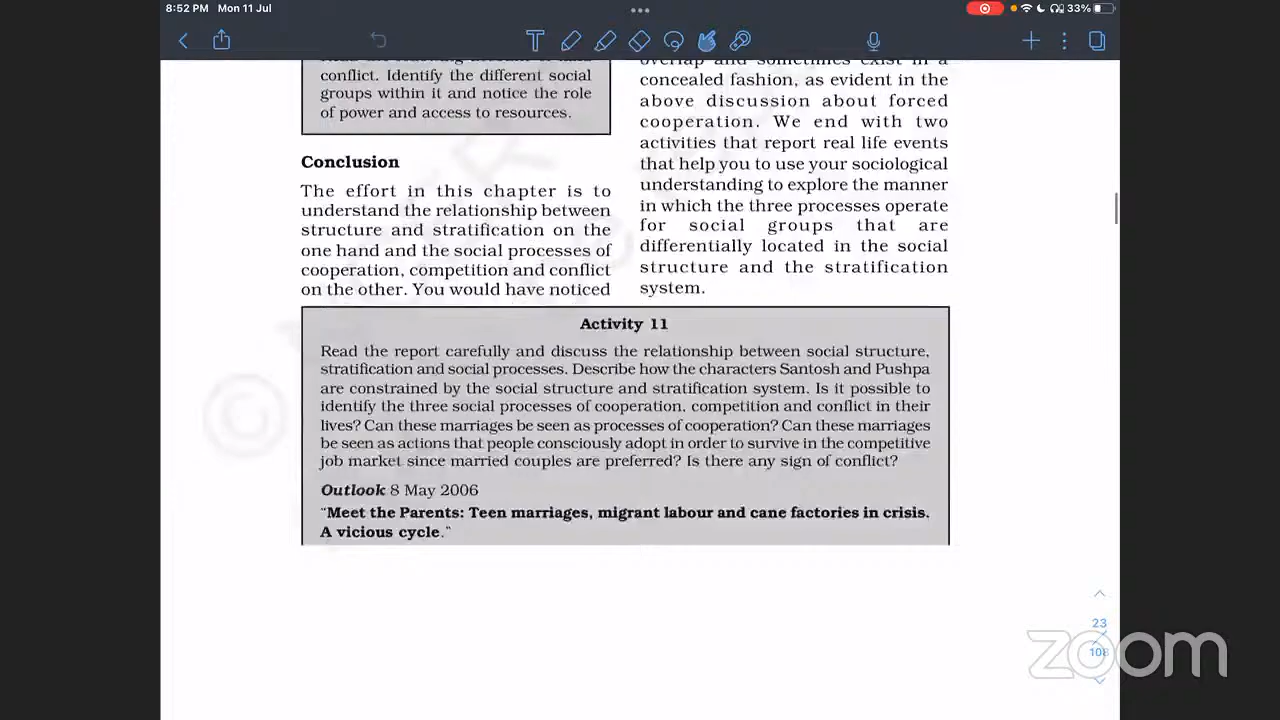 8:52 PM Mon 11 Jul
33%
conflict. Identify the different social
groups within it and notice the role
of power and access to resources.
Conclusion
The effort in this chapter is to
understand the relationship between
structure and stratification on the
one hand and the social processes of
cooperation, competition and conflict
on the other. You would have noticed
overlap and sometimes exist in a
concealed fashion, as evident in the
above discussion about forced
cooperation. We end with two
activities that report real life events
that help you to use your sociological
understanding to explore the manner
in which the three processes operate
for social groups that are
differentially located in the social
structure and the stratification
system.
Activity 11
Read the report carefully and discuss the relationship between social structure,
stratification and social processes. Describe how the characters Santosh and Pushpa
are constrained by the social structure and stratification system. Is it possible to
identify the three social processes of cooperation, competition and conflict in their
lives? Can these marriages be seen as processes of cooperation? Can these marriages
be seen as actions that people consciously adopt in order to survive in the competitive
job market since married couples are preferred? Is there any sign of conflict?
Outlook 8 May 2006
"Meet the Parents: Teen marriages, migrant labour and cane factories in crisis.
A vicious cycle."
23
108
zoom